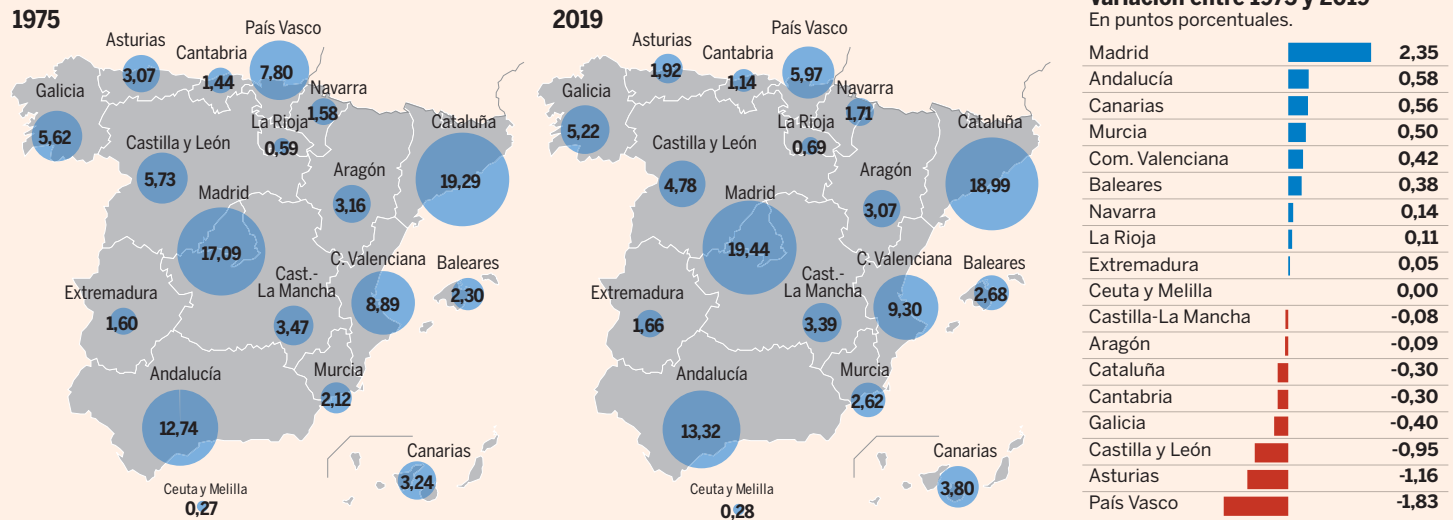 1975
Asturias
3,07
Cantabria
1,44
País Vasco
7,80
Navarra
1,58
Galicia
5,62
La Rioja
0,59
Cataluña
19,29
Castilla y León
5,73
Aragón
3,16
Madrid
17,09
C. Valenciana
8,89
Baleares
2,30
Cast.-
La Mancha
3,47
Extremadura
1,60
Murcia
2,12
Andalucía
12,74
Canarias
3,24
Ceuta y Melilla
0,27
2019
Asturias
1,92
Cantabria
1,14
País Vasco
5,97
Navarra
1,71
Galicia
5,22
La Rioja
0,69
Cataluña
18,99
Castilla y León
4,78
Aragón
3,07
Madrid
19,44
C. Valenciana
9,30
Baleares
2,68
Cast.-
La Mancha
3,39
Extremadura
1,66
Murcia
2,62
Andalucía
13,32
Canarias
3,80
Ceuta y Melilla
0,28
Variación entre 1975 y 2019
En puntos porcentuales.
Madrid 2,35
Andalucía 0,58
Canarias 0,56
Murcia 0,50
Com. Valenciana 0,42
Baleares 0,38
Navarra 0,14
La Rioja 0,11
Extremadura 0,05
Ceuta y Melilla 0,00
Castilla-La Mancha -0,08
Aragón -0,09
Cataluña -0,30
Cantabria -0,30
Galicia -0,40
Castilla y León -0,95
Asturias -1,16
País Vasco -1,83